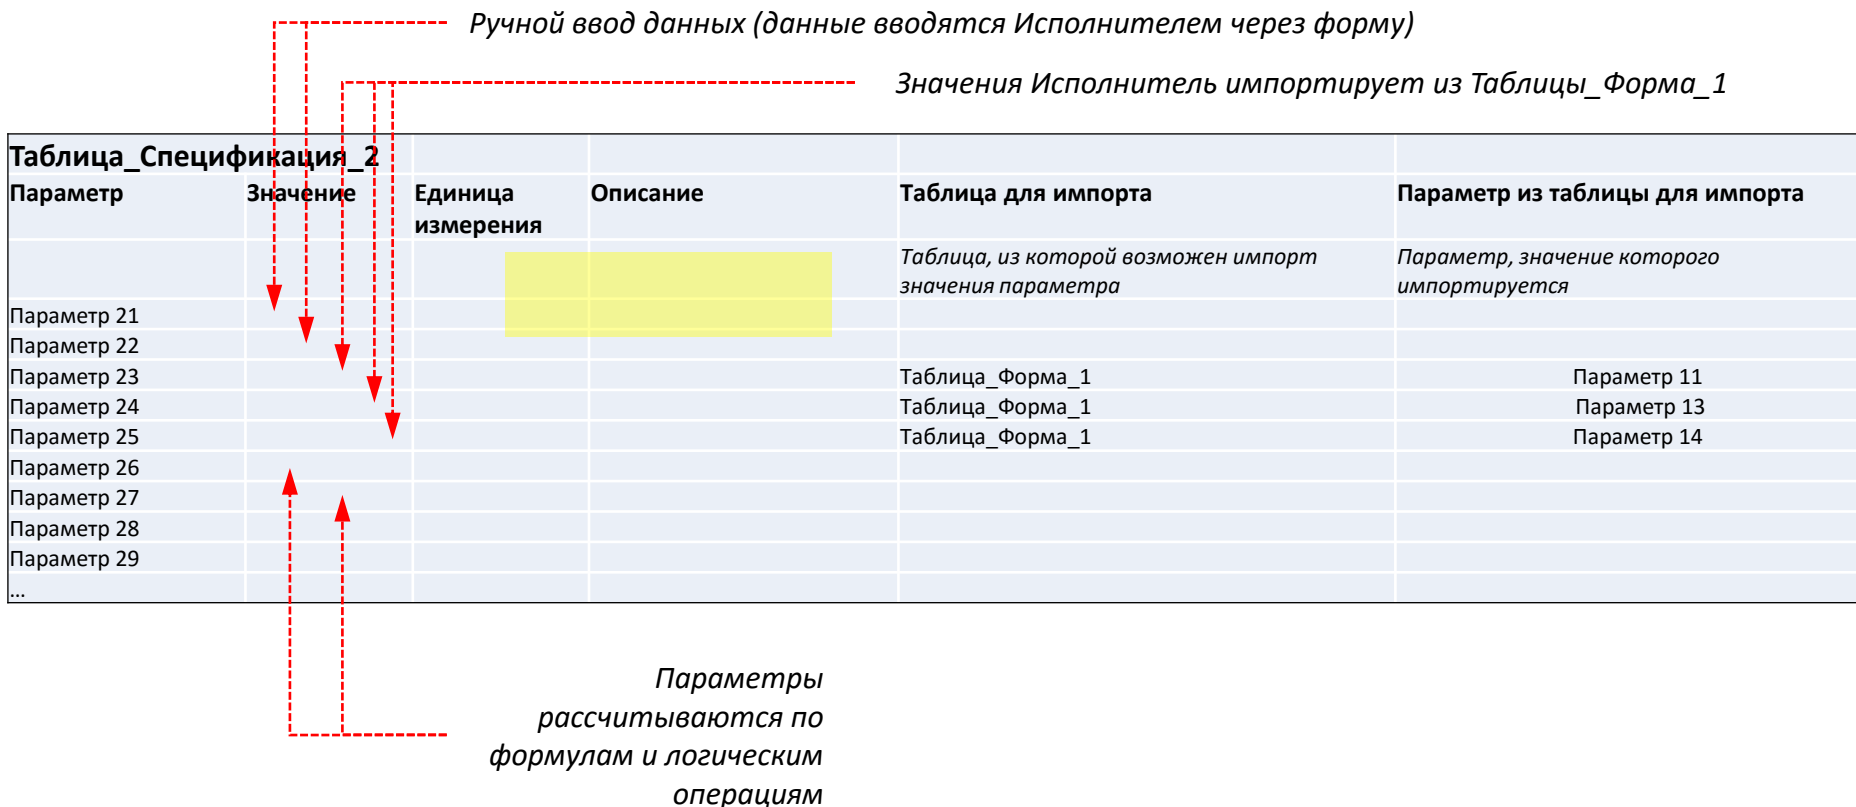 Ручной ввод данных (данные вводятся Исполнителем через форму)
Значения Исполнитель импортирует из Таблицы_Форма_1
Таблица_Спецификация_2
Параметр Значение Единица измерения Описание Таблица для импорта Параметр из таблицы для импорта
Таблица, из которой возможен импорт значения параметра Параметр, значение которого импортируется
Параметр 21
Параметр 22
Параметр 23 Таблица_Форма_1 Параметр 11
Параметр 24 Таблица_Форма_1 Параметр 13
Параметр 25 Таблица_Форма_1 Параметр 14
Параметр 26
Параметр 27
Параметр 28
Параметр 29
...
Параметры
рассчитываются по
формулам и логическим
операциям